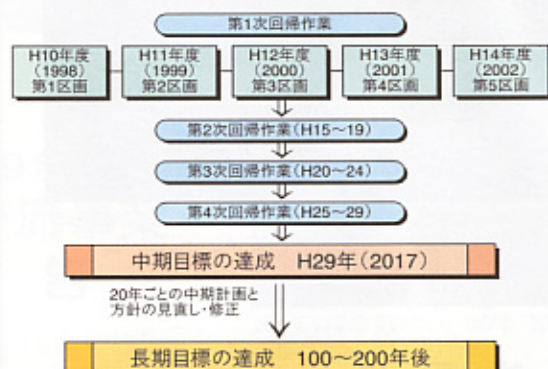 第1次回帰作業
H10年度
(1998)
第1区画
H11年度
(1999)
第2区画
H12年度
(2000)
第3区画
H13年度
(2001)
第4区画
H14年度
(2002)
第5区画
第2次回帰作業(H15～19)
第3次回帰作業(H20～24)
第4次回帰作業(H25～29)
中期目標の達成　H29年(2017)
20年ごとの中期計画と
方針の見直し・修正
長期目標の達成　100～200年後